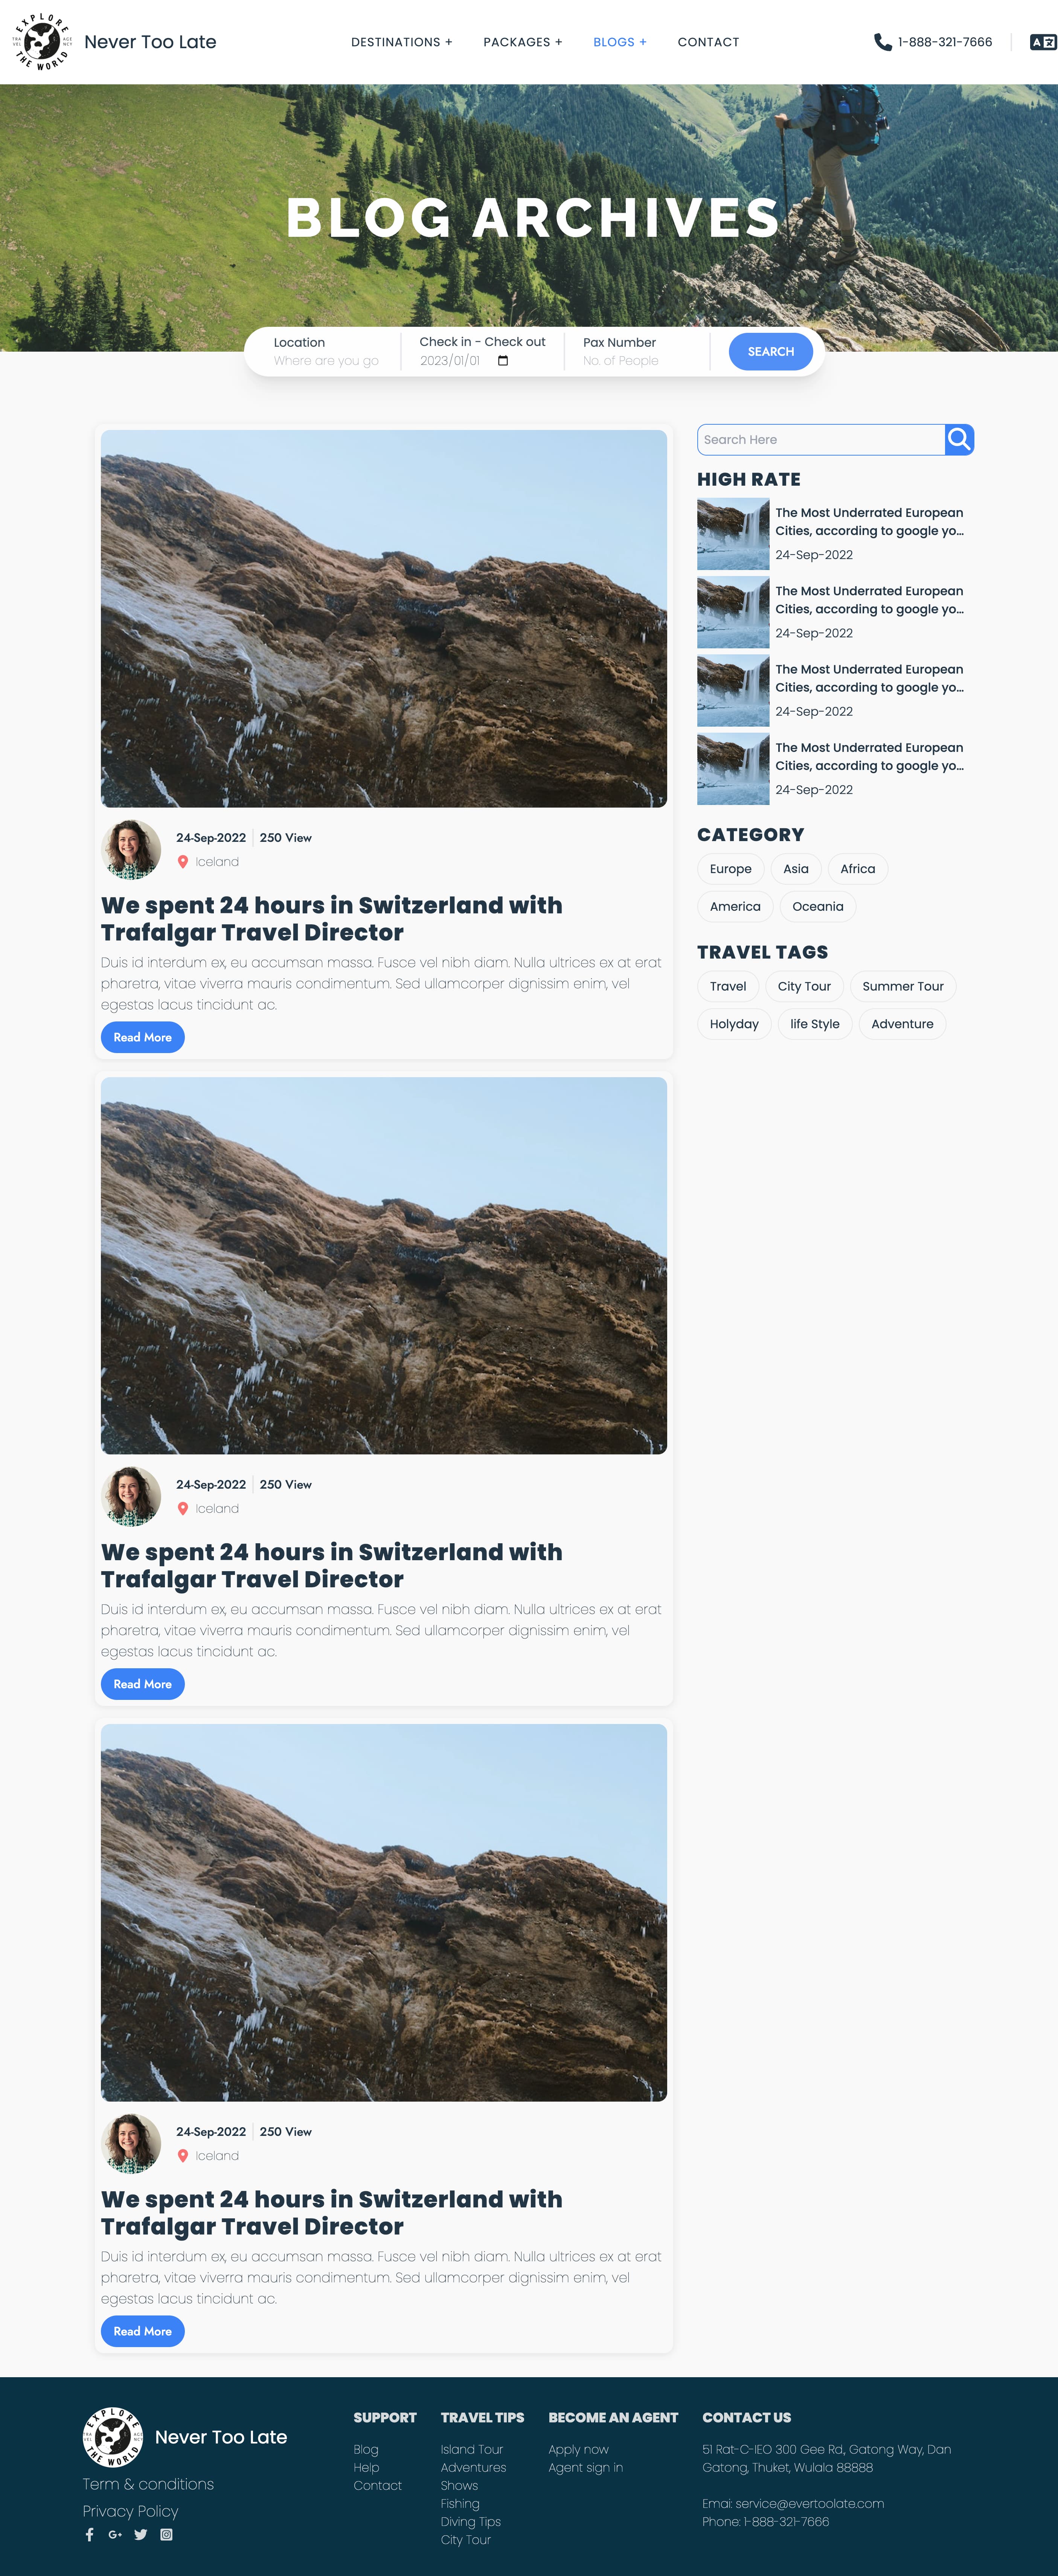 EXPLORE
TRAVEL AGENCY
THE WORLD
Never Too Late
DESTINATIONS +
PACKAGES +
BLOGS +
CONTACT
1-888-321-7666
A
BLOG ARCHIVES
Location
Where are you go
Check in - Check out
2023/01/01
Pax Number
No. of People
SEARCH
24-Sep-2022
250 View
Iceland
We spent 24 hours in Switzerland with
Trafalgar Travel Director
Duis id interdum ex, eu accumsan massa. Fusce vel nibh diam. Nulla ultrices ex at erat
pharetra, vitae viverra mauris condimentum. Sed ullamcorper dignissim enim, vel
egestas lacus tincidunt ac.
Read More
24-Sep-2022
250 View
Iceland
We spent 24 hours in Switzerland with
Trafalgar Travel Director
Duis id interdum ex, eu accumsan massa. Fusce vel nibh diam. Nulla ultrices ex at erat
pharetra, vitae viverra mauris condimentum. Sed ullamcorper dignissim enim, vel
egestas lacus tincidunt ac.
Read More
24-Sep-2022
250 View
Iceland
We spent 24 hours in Switzerland with
Trafalgar Travel Director
Duis id interdum ex, eu accumsan massa. Fusce vel nibh diam. Nulla ultrices ex at erat
pharetra, vitae viverra mauris condimentum. Sed ullamcorper dignissim enim, vel
egestas lacus tincidunt ac.
Read More
Search Here
HIGH RATE
The Most Underrated European
Cities, according to google yo...
24-Sep-2022
The Most Underrated European
Cities, according to google yo...
24-Sep-2022
The Most Underrated European
Cities, according to google yo...
24-Sep-2022
The Most Underrated European
Cities, according to google yo...
24-Sep-2022
CATEGORY
Europe
Asia
Africa
America
Oceania
TRAVEL TAGS
Travel
City Tour
Summer Tour
Holyday
life Style
Adventure
EXPLORE
TRAVEL AGENCY
THE WORLD
Never Too Late
Term & conditions
Privacy Policy
G+
SUPPORT
Blog
Help
Contact
TRAVEL TIPS
Island Tour
Adventures
Shows
Fishing
Diving Tips
City Tour
BECOME AN AGENT
Apply now
Agent sign in
CONTACT US
51 Rat-C-IEO 300 Gee Rd., Gatong Way, Dan
Gatong, Thuket, Wulala 88888
Emai: service@evertoolate.com
Phone: 1-888-321-7666